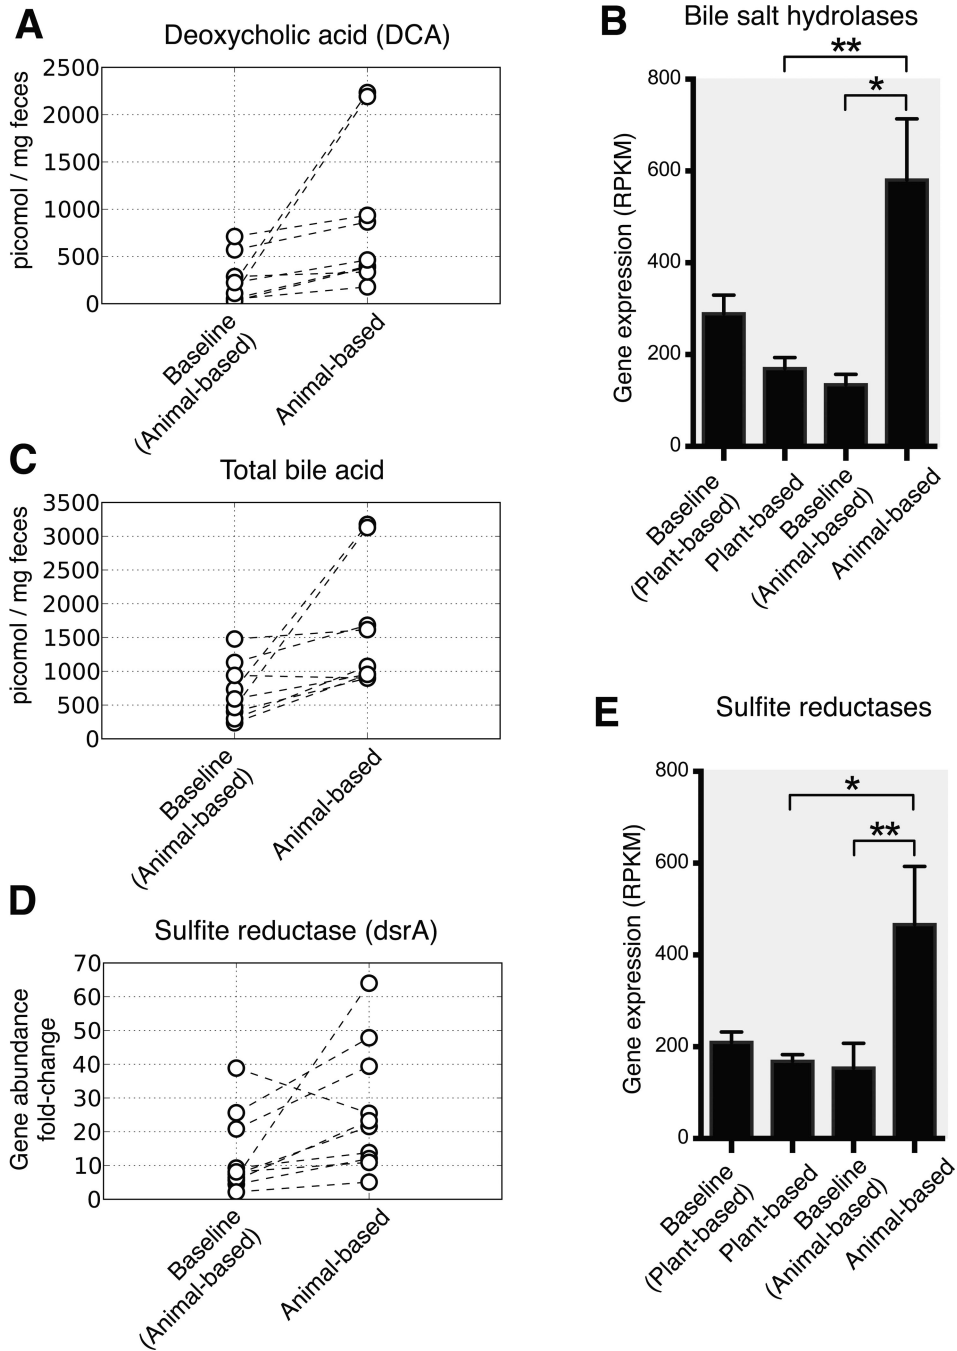 A
Deoxycholic acid (DCA)
picomol / mg feces
2500
2000
1500
1000
500
0
Baseline
(Animal-based)
Animal-based
B
Bile salt hydrolases
**
*
Gene expression (RPKM)
800
600
400
200
0
Baseline
(Plant-based)
Plant-based
Baseline
(Animal-based)
Animal-based
C
Total bile acid
picomol / mg feces
3500
3000
2500
2000
1500
1000
500
0
Baseline
(Animal-based)
Animal-based
D
Sulfite reductase (dsrA)
Gene abundance
fold-change
70
60
50
40
30
20
10
0
Baseline
(Animal-based)
Animal-based
E
Sulfite reductases
*
**
Gene expression (RPKM)
800
600
400
200
0
Baseline
(Plant-based)
Plant-based
Baseline
(Animal-based)
Animal-based